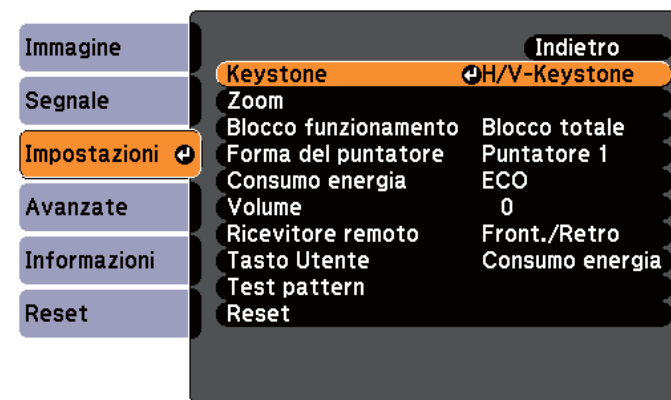 Immagine
Segnale
Impostazioni
Avanzate
Informazioni
Reset
Indietro
Keystone H/V-Keystone
Zoom
Blocco funzionamento Blocco totale
Forma del puntatore Puntatore 1
Consumo energia ECO
Volume 0
Ricevitore remoto Front./Retro
Tasto Utente Consumo energia
Test pattern
Reset